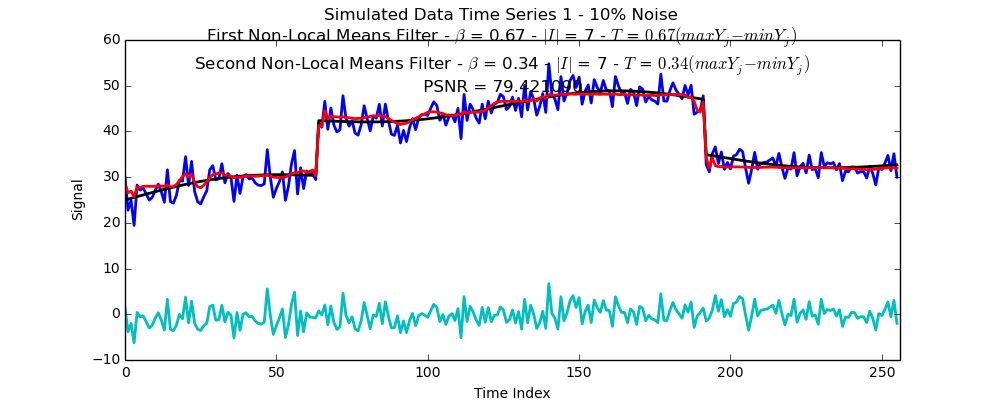 Simulated Data Time Series 1 - 10% Noise
First Non-Local Means Filter - β = 0.67 - |I| = 7 - T = 0.67(maxY_j−minY_j)
Second Non-Local Means Filter - β = 0.34 - |I| = 7 - T = 0.34(maxY_j−minY_j)
PSNR = 79.421090
60
50
40
30
20
10
0
−10
Signal
0 50 100 150 200 250
Time Index